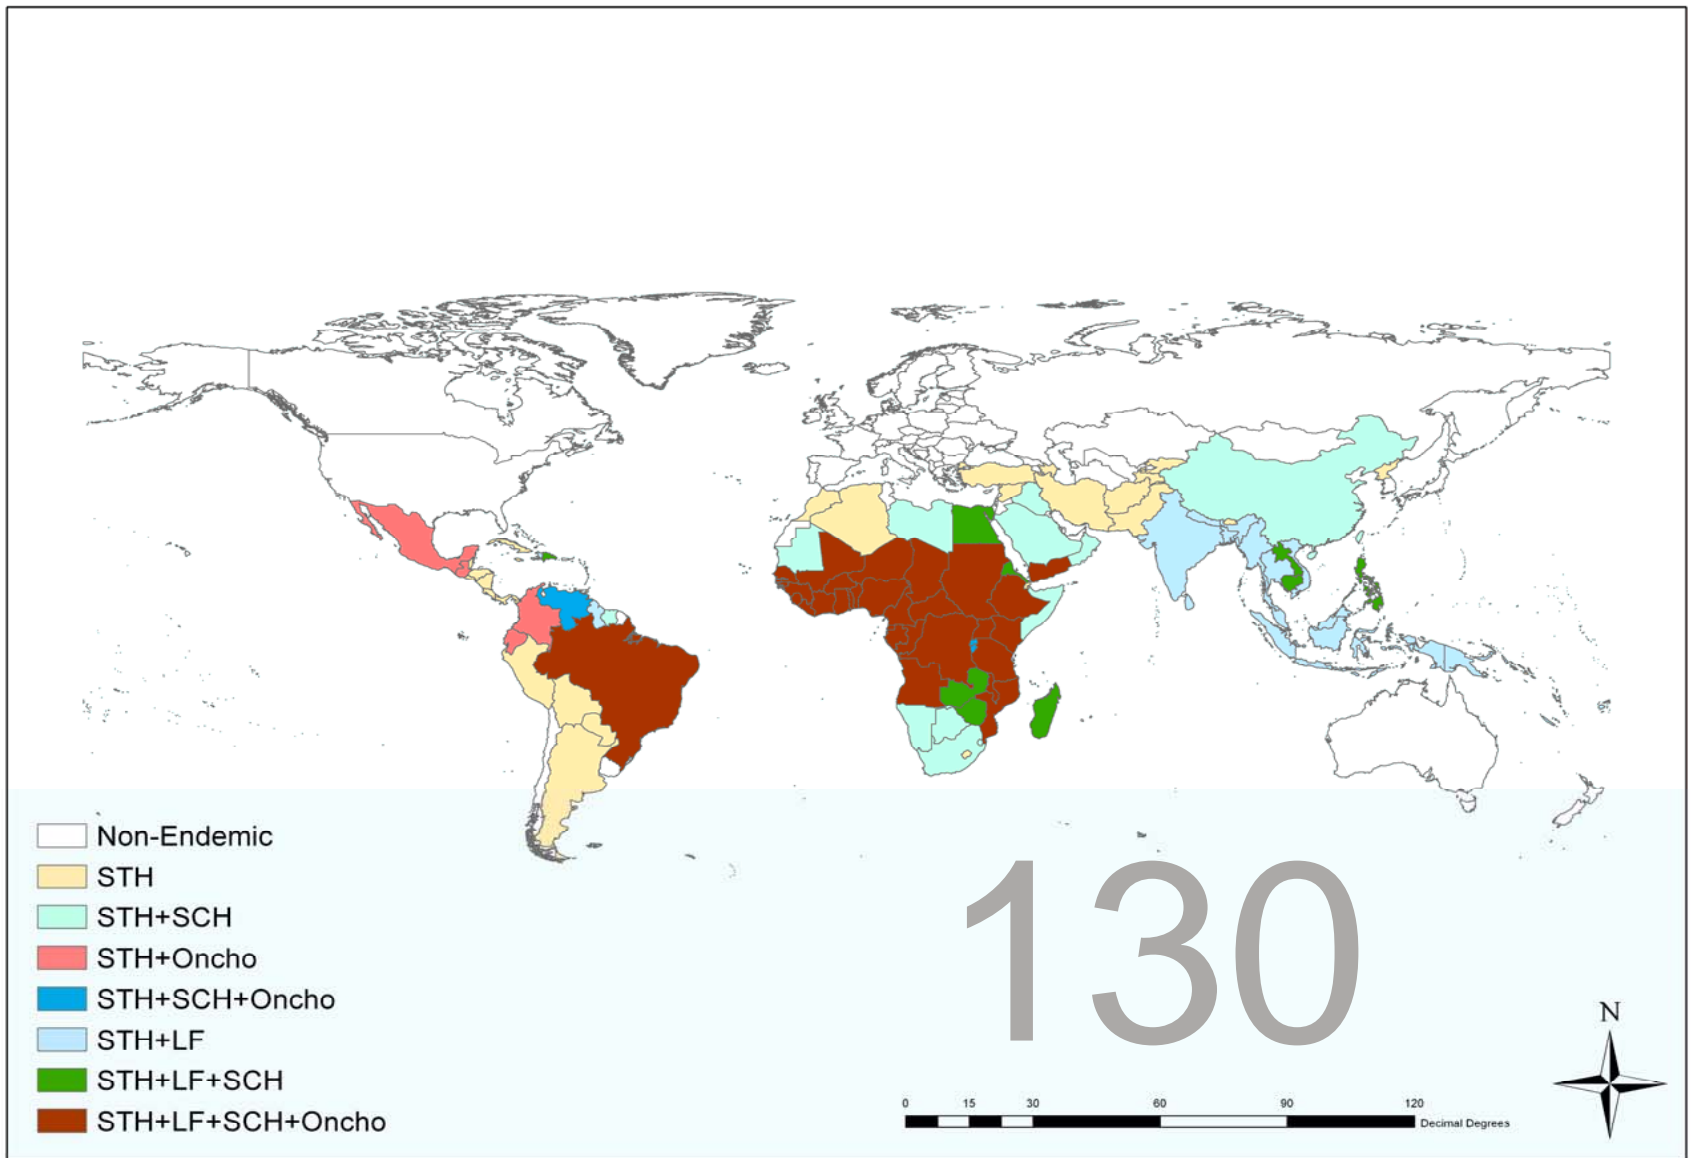 Non-Endemic
STH
STH+SCH
STH+Oncho
STH+SCH+Oncho
STH+LF
STH+LF+SCH
STH+LF+SCH+Oncho
130
N
0 15 30 60 90 120
Decimal Degrees